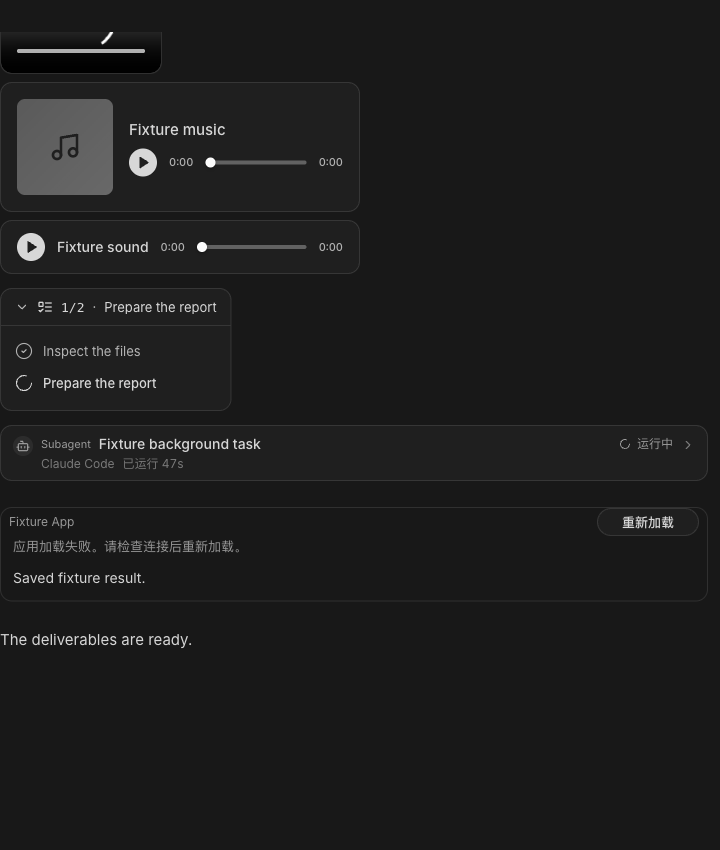 Fixture music
0:00 0:00
Fixture sound 0:00 0:00
1/2 · Prepare the report
Inspect the files
Prepare the report
Subagent Fixture background task 运行中
Claude Code 已运行 47s
Fixture App 重新加载
应用加载失败。请检查连接后重新加载。
Saved fixture result.
The deliverables are ready.